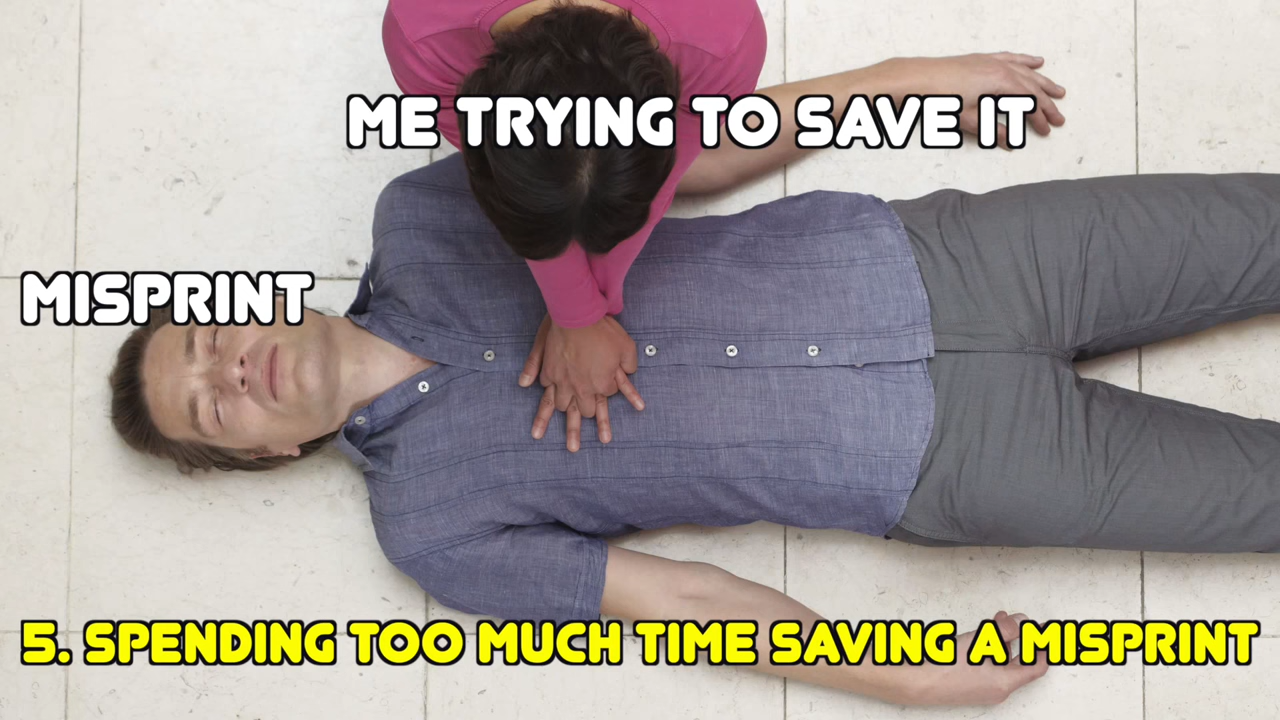 ME TRYING TO SAVE IT
MISPRINT
5. SPENDING TOO MUCH TIME SAVING A MISPRINT